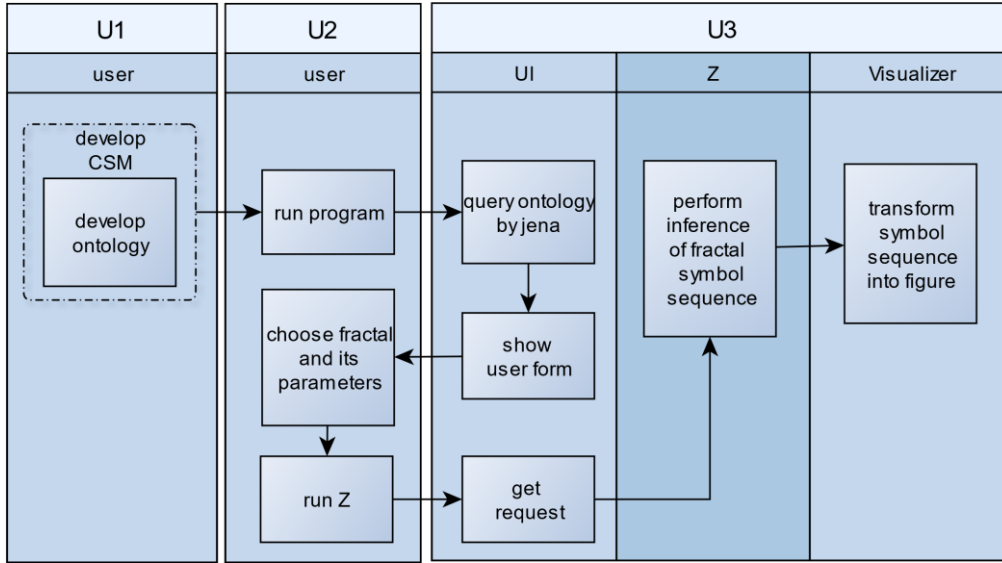 U1
U2
U3
user
user
UI
Z
Visualizer
develop
CSM
develop
ontology
run program
query ontology
by jena
perform
inference
of fractal
symbol
sequence
transform
symbol
sequence
into figure
choose fractal
and its
parameters
show
user form
run Z
get
request